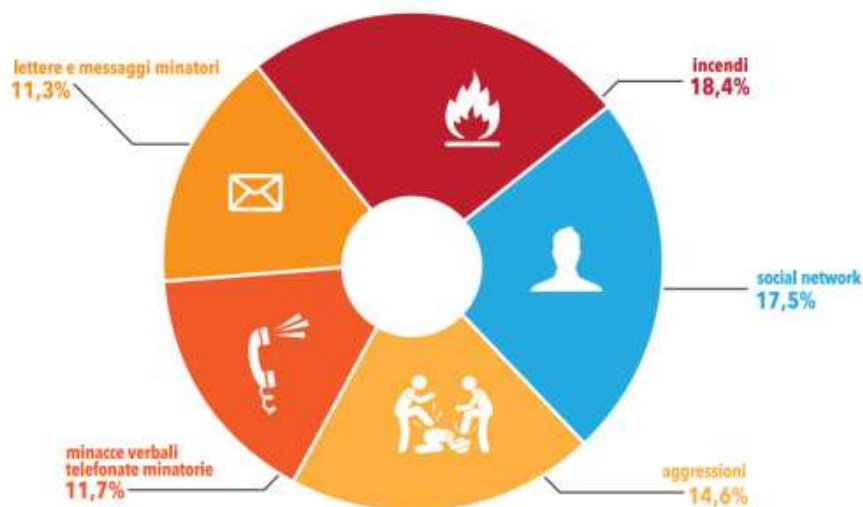 lettere e messaggi minatori
11,3%
incendi
18,4%
social network
17,5%
minacce verbali
telefonate minatorie
11,7%
aggressioni
14,6%